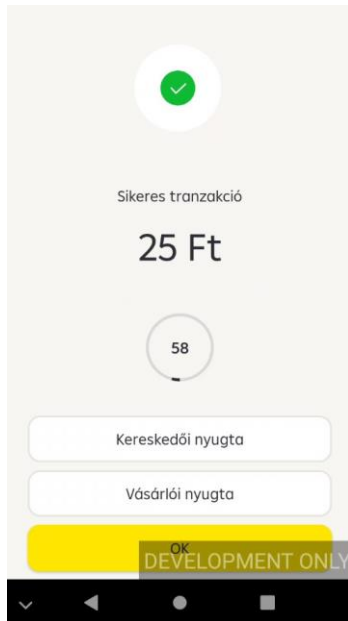 Sikeres tranzakció
25 Ft
58
Kereskedői nyugta
Vásárlói nyugta
OK
DEVELOPMENT ONLY